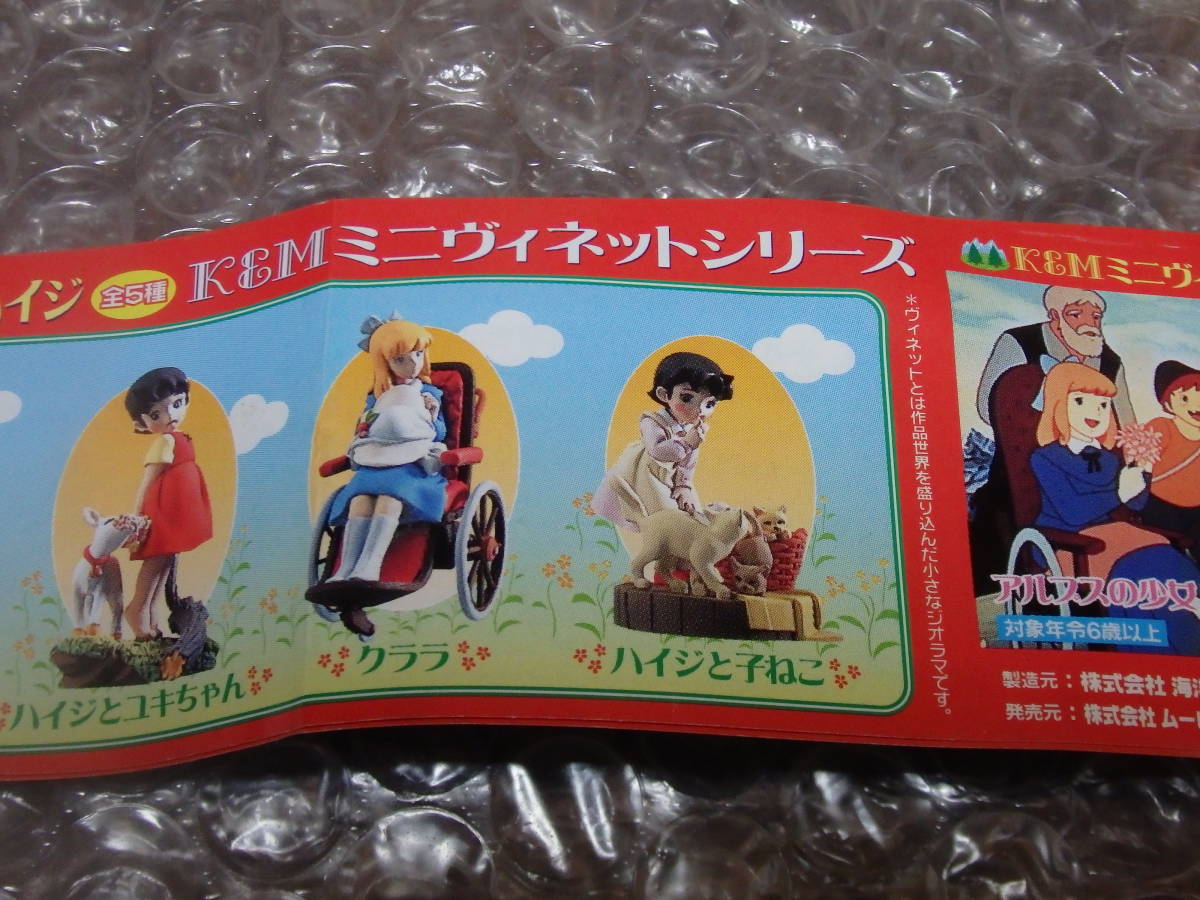 ハイジ 全5種 K&Mミニヴィネットシリーズ
ハイジとユキちゃん
クララ
ハイジと子ねこ
*ヴィネットとは作品世界を盛り込んだ小さなジオラマです。
K&Mミニヴィ
アルプスの少女
対象年令6歳以上
製造元:株式会社 海洋
発売元:株式会社 ムー